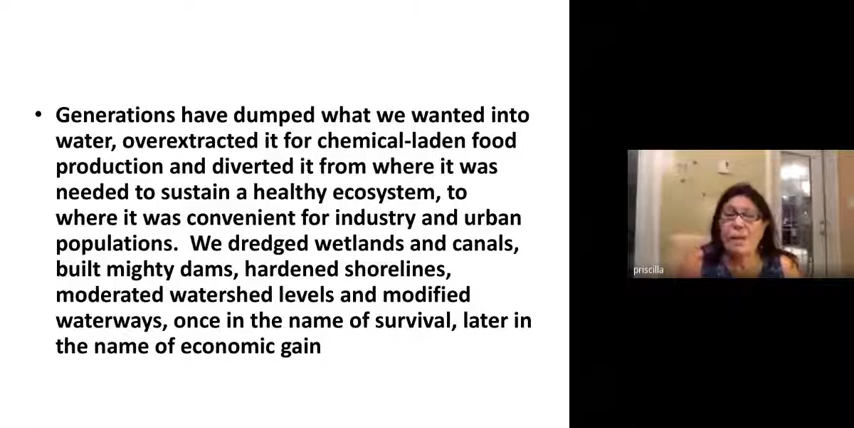 • Generations have dumped what we wanted into
water, overextracted it for chemical-laden food
production and diverted it from where it was
needed to sustain a healthy ecosystem, to
where it was convenient for industry and urban
populations.  We dredged wetlands and canals,
built mighty dams, hardened shorelines,
moderated watershed levels and modified
waterways, once in the name of survival, later in
the name of economic gain
priscilla